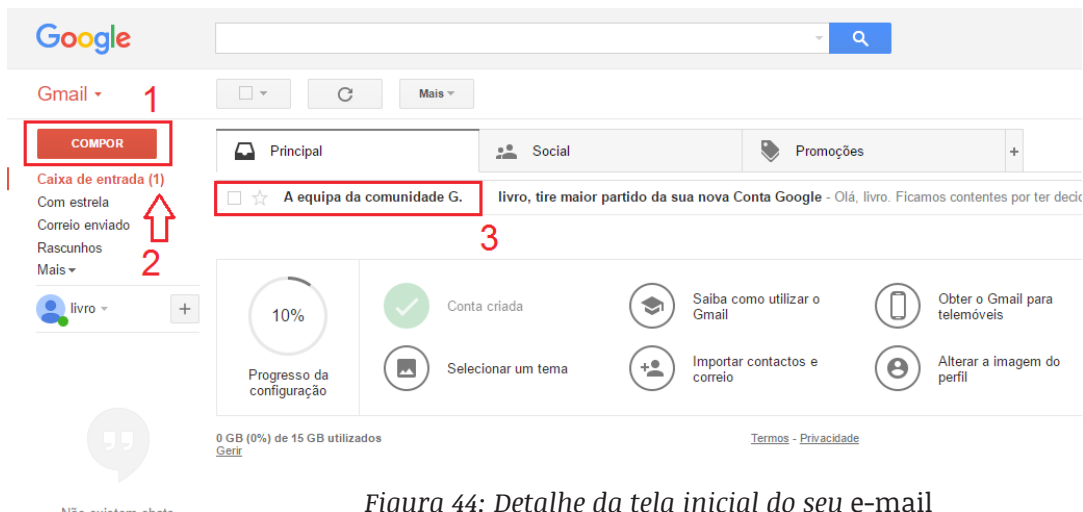 Google
Gmail
1
Mais
COMPOR
Principal
Social
Promoções
+
Caixa de entrada (1)
Com estrela
Correio enviado
Rascunhos
Mais
2
A equipa da comunidade G.
livro, tire maior partido da sua nova Conta Google - Olá, livro. Ficamos contentes por ter decid
3
livro
+
10%
Progresso da
configuração
Conta criada
Saiba como utilizar o
Gmail
Obter o Gmail para
telemóveis
Selecionar um tema
Importar contactos e
correio
Alterar a imagem do
perfil
0 GB (0%) de 15 GB utilizados
Gerir
Termos - Privacidade
Figura 44: Detalhe da tela inicial do seu e-mail